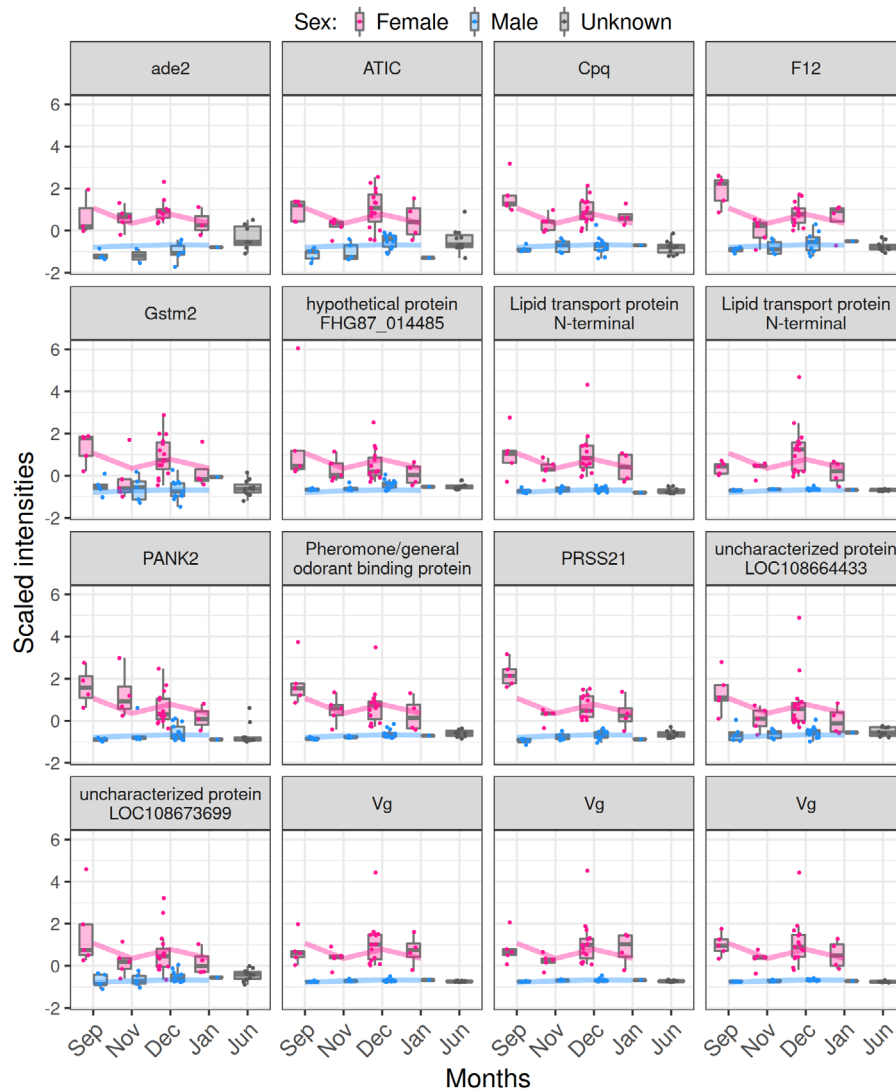 Sex: Female Male Unknown
ade2
ATIC
Cpq
F12
6
4
2
0
-2
Gstm2
hypothetical protein
FHG87_014485
Lipid transport protein
N-terminal
Lipid transport protein
N-terminal
6
4
2
0
-2
PANK2
Pheromone/general
odorant binding protein
PRSS21
uncharacterized protein
LOC108664433
6
4
2
0
-2
uncharacterized protein
LOC108673699
Vg
Vg
Vg
6
4
2
0
-2
Scaled intensities
Sep Nov Dec Jan Jun
Sep Nov Dec Jan Jun
Sep Nov Dec Jan Jun
Sep Nov Dec Jan Jun
Months